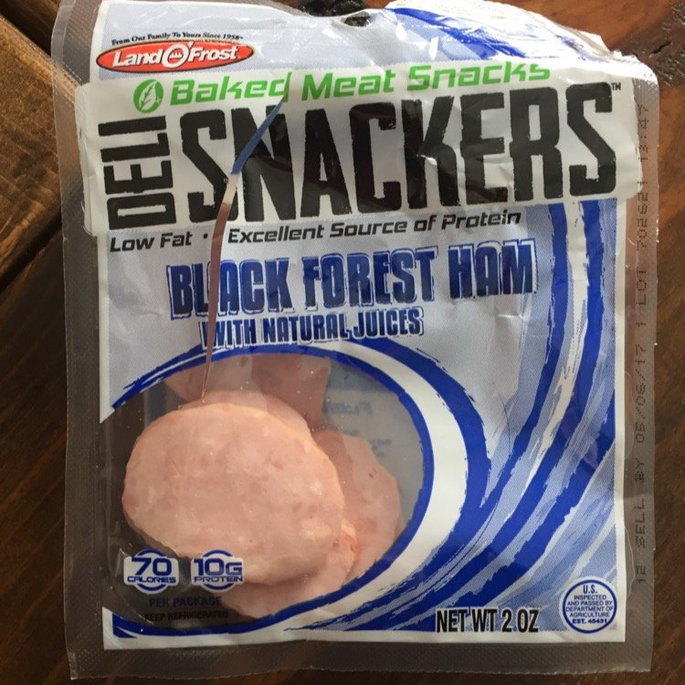 From Our Family To Yours Since 1958
Land O' Frost
Baked Meat Snacks
DELI
SNACKERS™
Low Fat · Excellent Source of Protein
BLACK FOREST HAM
WITH NATURAL JUICES
70
CALORIES
10G
PROTEIN
PER PACKAGE
KEEP REFRIGERATED
NET WT 2 OZ
U.S.
INSPECTED
AND PASSED BY
DEPARTMENT OF
AGRICULTURE
EST. 45431